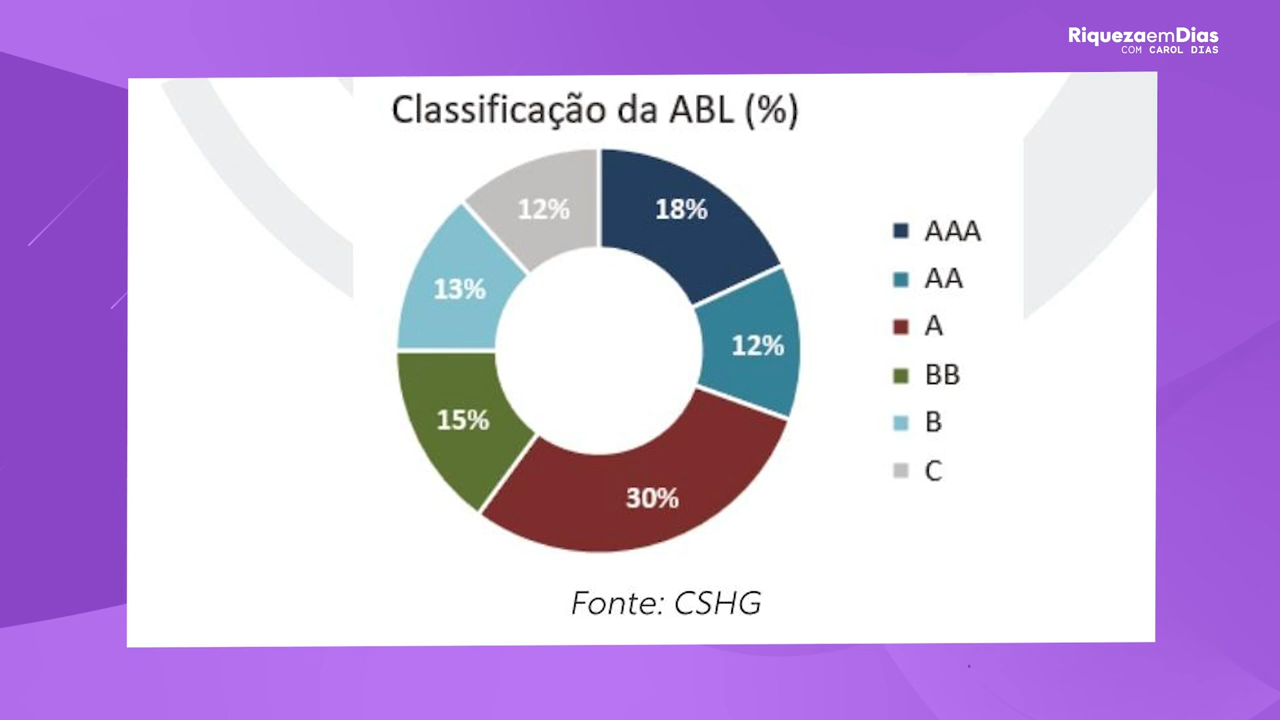 RiquezaemDias
COM CAROL DIAS
Classificação da ABL (%)
12%
18%
13%
12%
15%
30%
AAA
AA
A
BB
B
C
Fonte: CSHG